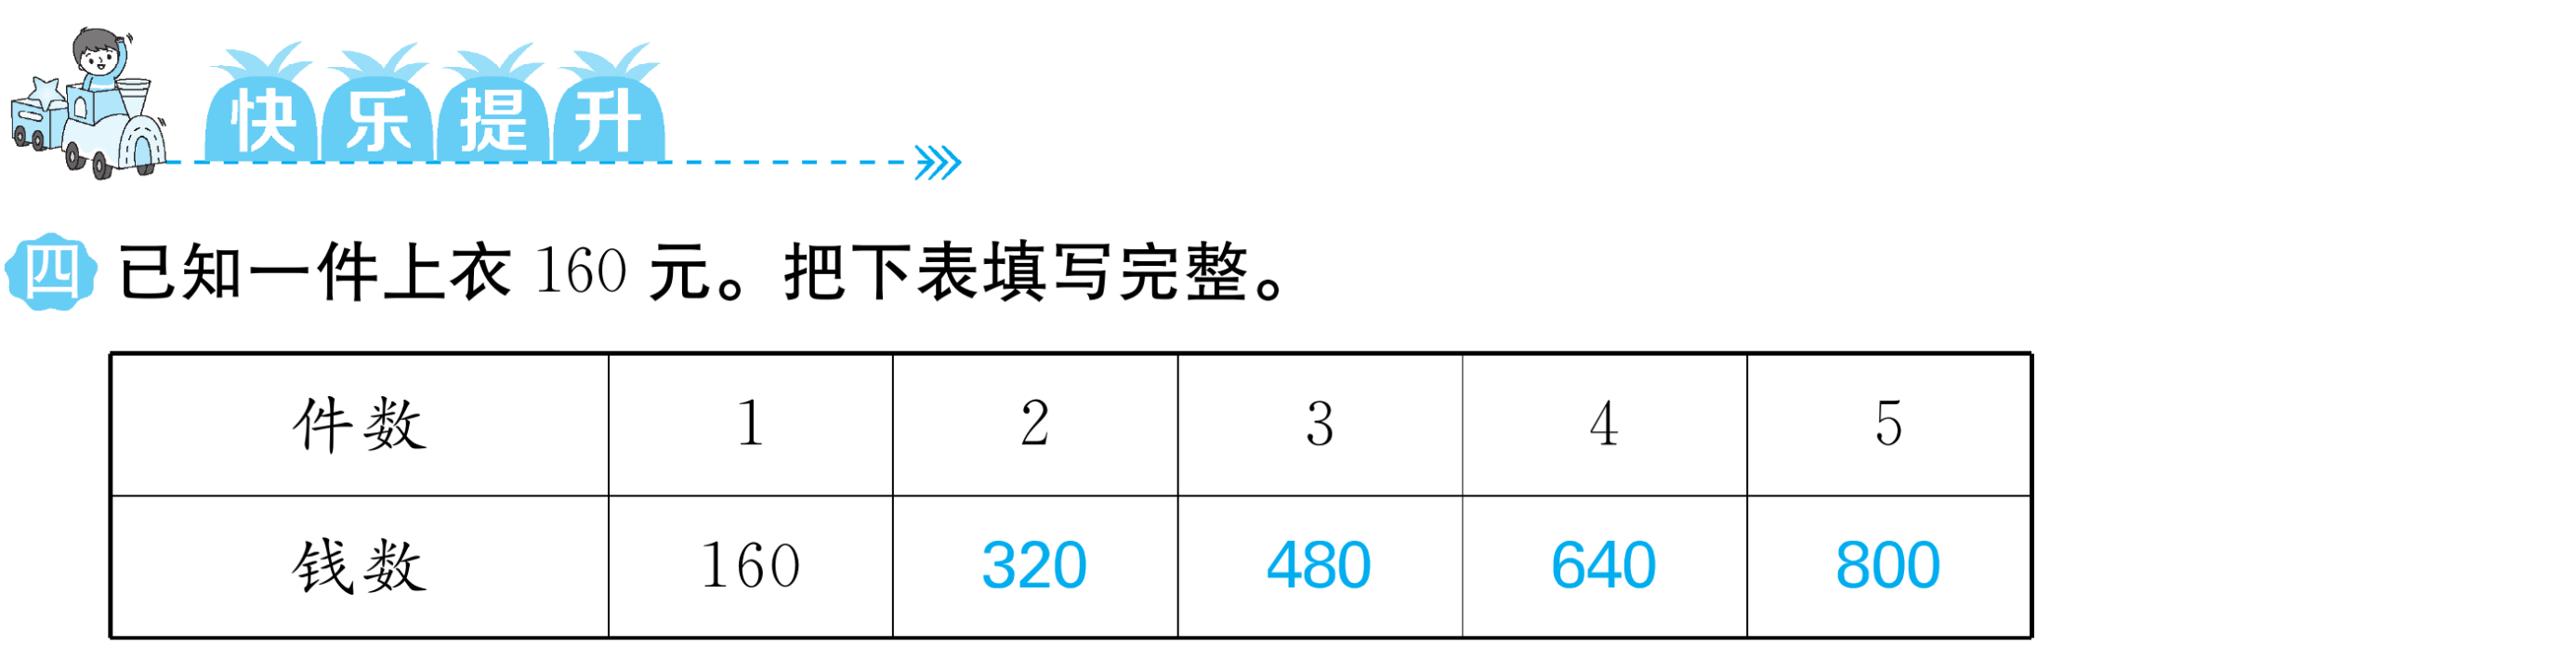 快乐提升
四 已知一件上衣 160 元。把下表填写完整。
件数 1 2 3 4 5
钱数 160 320 480 640 800